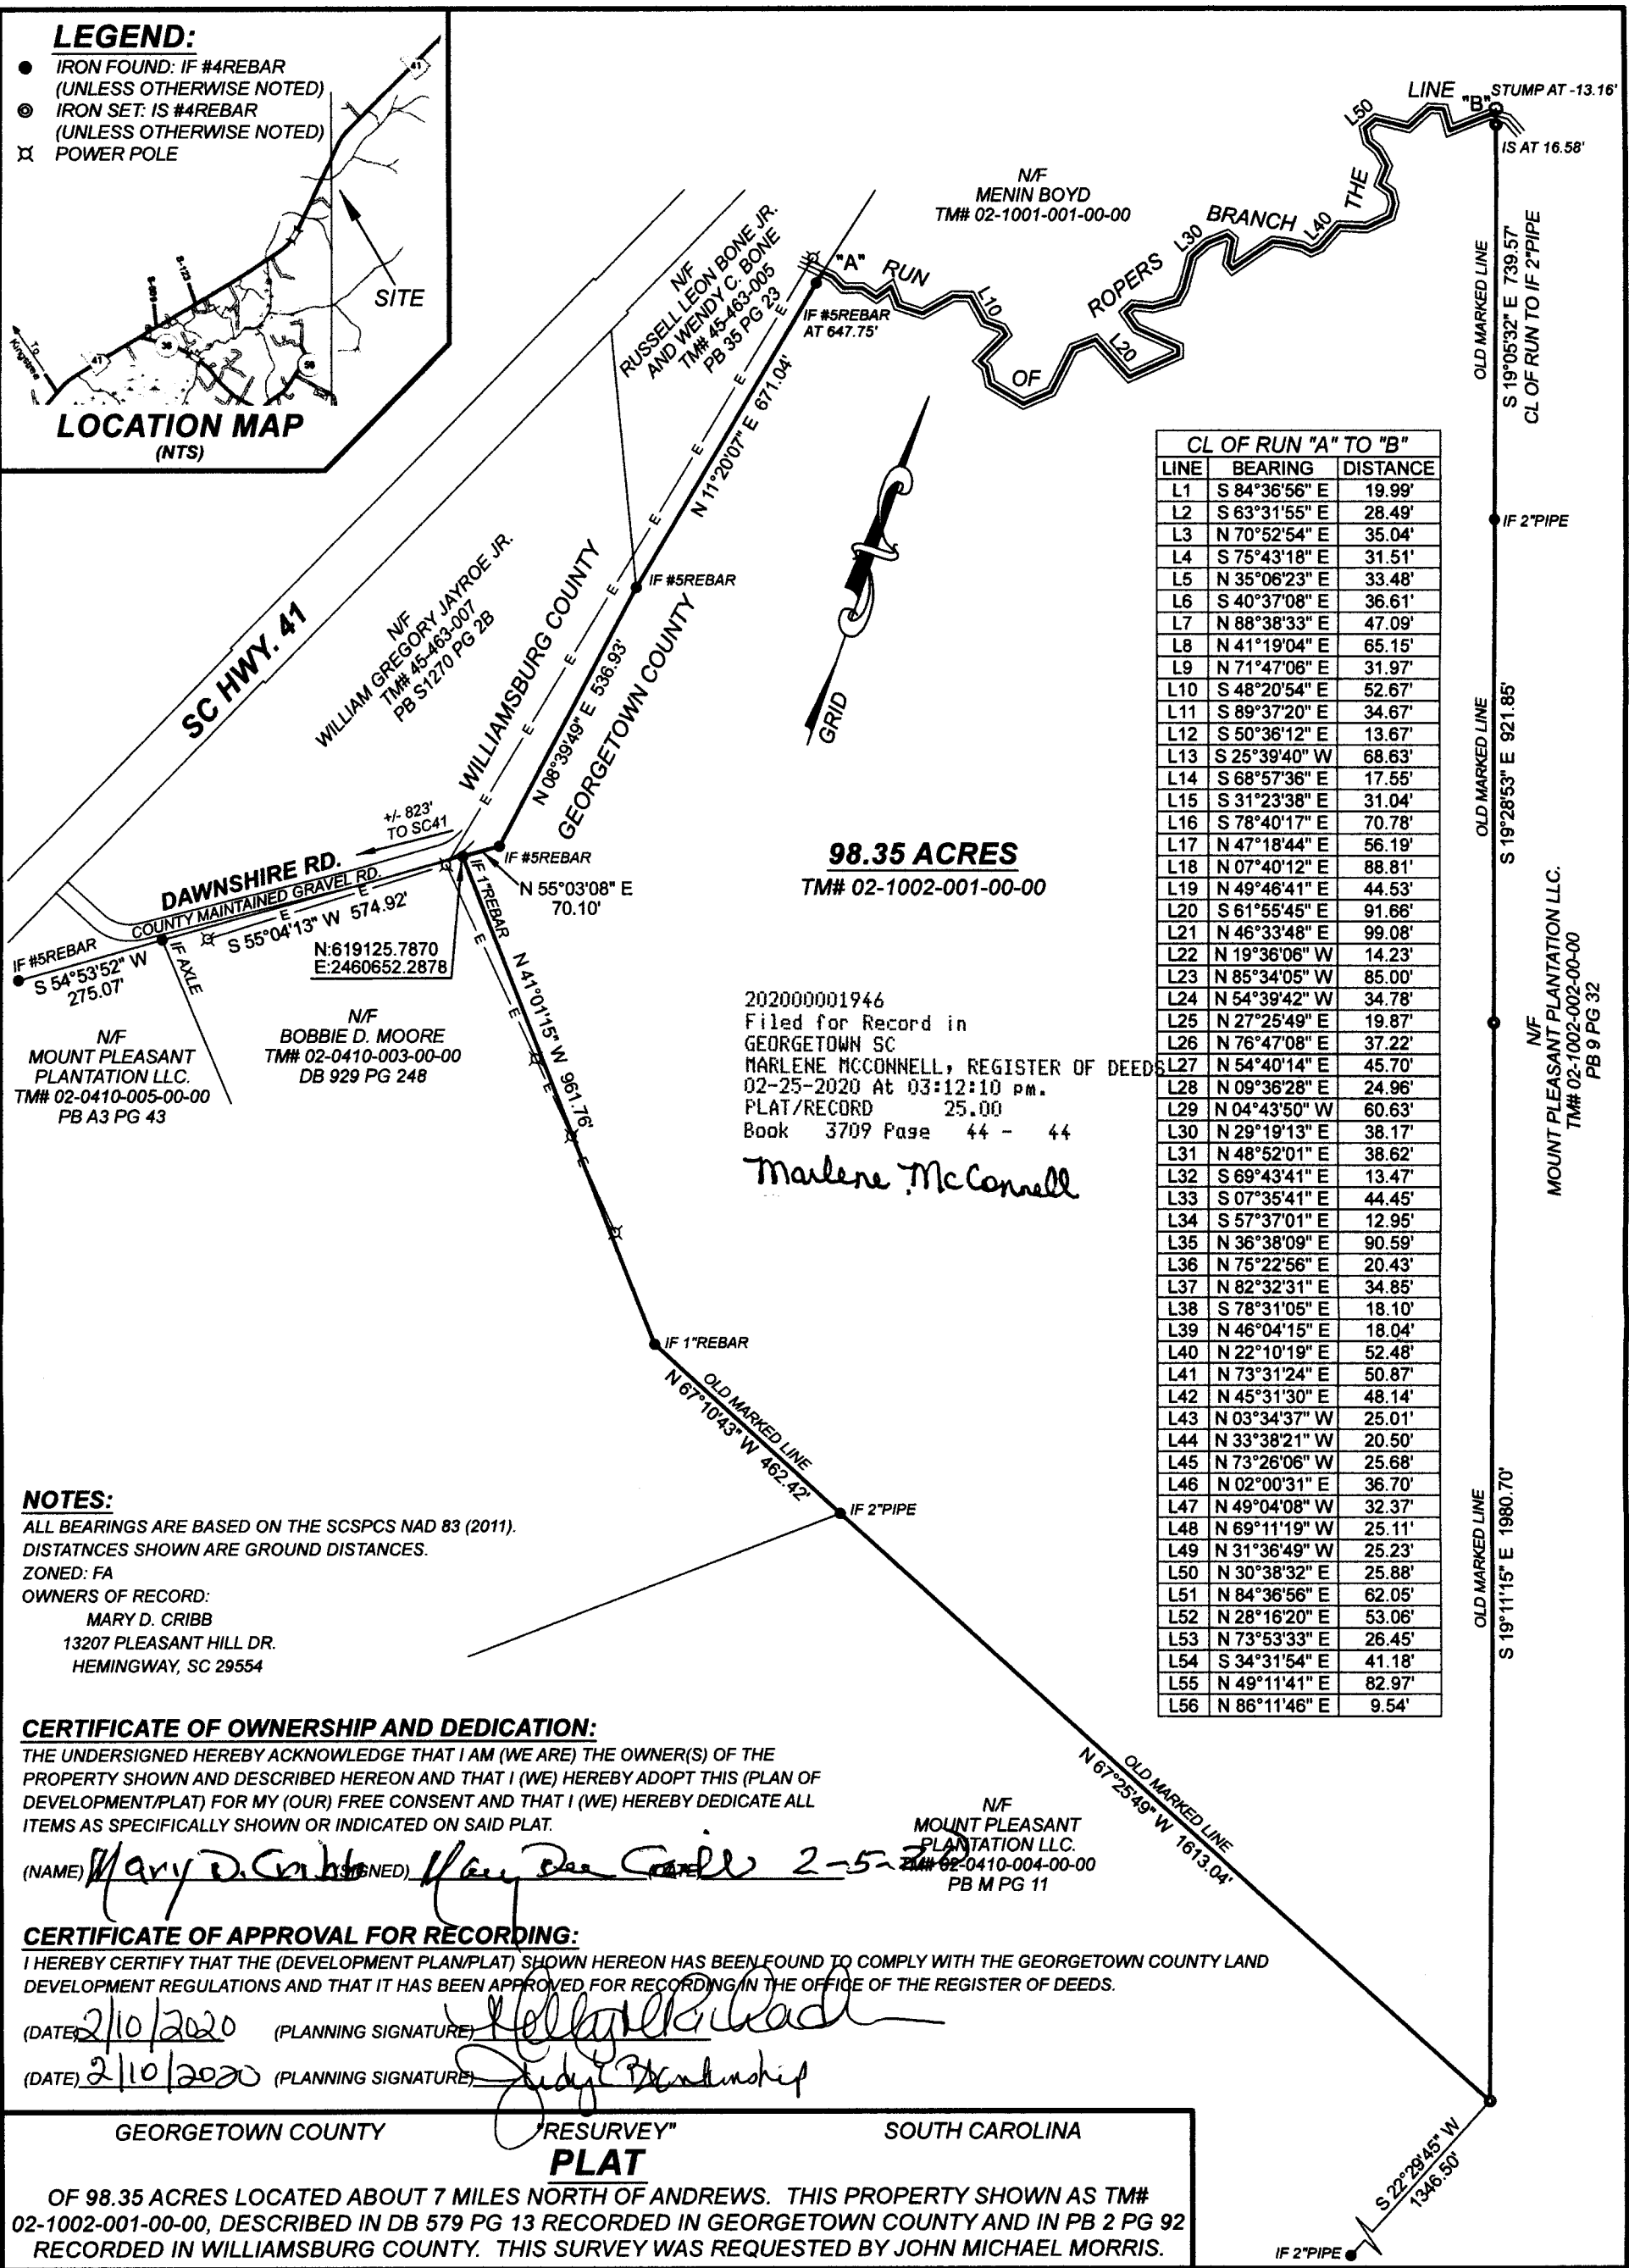 LEGEND:
IRON FOUND: IF #4REBAR
(UNLESS OTHERWISE NOTED)
IRON SET: IS #4REBAR
(UNLESS OTHERWISE NOTED)
POWER POLE
41
SITE
S-123
41
36
To
Kingstree
LOCATION MAP
(NTS)
LINE
"B"
STUMP AT -13.16'
IS AT 16.58'
L50
THE
L40
BRANCH
L30
ROPERS
L20
OF
L10
RUN
"A"
N/F
MENIN BOYD
TM# 02-1001-001-00-00
N/F
RUSSELL LEON BONE JR.
AND WENDY C. BONE
TM# 45-463-005
PB 35 PG 23
IF #5REBAR
AT 647.75'
N 11°20'07" E 671.04'
OLD MARKED LINE
S 19°05'32" E 739.57'
CL OF RUN TO IF 2"PIPE
IF 2"PIPE
SC HWY. 41
N/F
WILLIAM GREGORY JAYROE JR.
TM# 45-463-007
PB S1270 PG 2B
WILLIAMSBURG COUNTY
GEORGETOWN COUNTY
IF #5REBAR
N 08°39'49" E 536.93'
GRID
+/- 823'
TO SC41
DAWNSHIRE RD.
COUNTY MAINTAINED GRAVEL RD.
IF #5REBAR
N 55°03'08" E
70.10'
S 55°04'13" W 574.92'
IF 1"REBAR
N:619125.7870
E:2460652.2878
IF #5REBAR
S 54°53'52" W
275.07'
IF AXLE
N/F
MOUNT PLEASANT
PLANTATION LLC.
TM# 02-0410-005-00-00
PB A3 PG 43
N/F
BOBBIE D. MOORE
TM# 02-0410-003-00-00
DB 929 PG 248
N 41°01'15" W 961.76'
98.35 ACRES
TM# 02-1002-001-00-00
202000001946
Filed for Record in
GEORGETOWN SC
MARLENE MCCONNELL, REGISTER OF DEEDS
02-25-2020 At 03:12:10 pm.
PLAT/RECORD 25.00
Book 3709 Page 44 - 44
Marlene McConnell
CL OF RUN "A" TO "B"
LINE BEARING DISTANCE
L1 S 84°36'56" E 19.99'
L2 S 63°31'55" E 28.49'
L3 N 70°52'54" E 35.04'
L4 S 75°43'18" E 31.51'
L5 N 35°06'23" E 33.48'
L6 S 40°37'08" E 36.61'
L7 N 88°38'33" E 47.09'
L8 N 41°19'04" E 65.15'
L9 N 71°47'06" E 31.97'
L10 S 48°20'54" E 52.67'
L11 S 89°37'20" E 34.67'
L12 S 50°36'12" E 13.67'
L13 S 25°39'40" W 68.63'
L14 S 68°57'36" E 17.55'
L15 S 31°23'38" E 31.04'
L16 S 78°40'17" E 70.78'
L17 N 47°18'44" E 56.19'
L18 N 07°40'12" E 88.81'
L19 N 49°46'41" E 44.53'
L20 S 61°55'45" E 91.66'
L21 N 46°33'48" E 99.08'
L22 N 19°36'06" W 14.23'
L23 N 85°34'05" W 85.00'
L24 N 54°39'42" W 34.78'
L25 N 27°25'49" E 19.87'
L26 N 76°47'08" E 37.22'
L27 N 54°40'14" E 45.70'
L28 N 09°36'28" E 24.96'
L29 N 04°43'50" W 60.63'
L30 N 29°19'13" E 38.17'
L31 N 48°52'01" E 38.62'
L32 S 69°43'41" E 13.47'
L33 S 07°35'41" E 44.45'
L34 S 57°37'01" E 12.95'
L35 N 36°38'09" E 90.59'
L36 N 75°22'56" E 20.43'
L37 N 82°32'31" E 34.85'
L38 S 78°31'05" E 18.10'
L39 N 46°04'15" E 18.04'
L40 N 22°10'19" E 52.48'
L41 N 73°31'24" E 50.87'
L42 N 45°31'30" E 48.14'
L43 N 03°34'37" W 25.01'
L44 N 33°38'21" W 20.50'
L45 N 73°26'06" W 25.68'
L46 N 02°00'31" E 36.70'
L47 N 49°04'08" W 32.37'
L48 N 69°11'19" W 25.11'
L49 N 31°36'49" W 25.23'
L50 N 30°38'32" E 25.88'
L51 N 84°36'56" E 62.05'
L52 N 28°16'20" E 53.06'
L53 N 73°53'33" E 26.45'
L54 S 34°31'54" E 41.18'
L55 N 49°11'41" E 82.97'
L56 N 86°11'46" E 9.54'
OLD MARKED LINE
S 19°28'53" E 921.85'
N/F
MOUNT PLEASANT PLANTATION LLC.
TM# 02-1002-002-00-00
PB 9 PG 32
OLD MARKED LINE
S 19°11'15" E 1980.70'
IF 1"REBAR
OLD MARKED LINE
N 67°10'43" W 462.42'
IF 2"PIPE
NOTES:
ALL BEARINGS ARE BASED ON THE SCSPCS NAD 83 (2011).
DISTATNCES SHOWN ARE GROUND DISTANCES.
ZONED: FA
OWNERS OF RECORD:
MARY D. CRIBB
13207 PLEASANT HILL DR.
HEMINGWAY, SC 29554
OLD MARKED LINE
N 67°25'49" W 1613.04'
N/F
MOUNT PLEASANT
PLANTATION LLC.
TM# 02-0410-004-00-00
PB M PG 11
CERTIFICATE OF OWNERSHIP AND DEDICATION:
THE UNDERSIGNED HEREBY ACKNOWLEDGE THAT I AM (WE ARE) THE OWNER(S) OF THE
PROPERTY SHOWN AND DESCRIBED HEREON AND THAT I (WE) HEREBY ADOPT THIS (PLAN OF
DEVELOPMENT/PLAT) FOR MY (OUR) FREE CONSENT AND THAT I (WE) HEREBY DEDICATE ALL
ITEMS AS SPECIFICALLY SHOWN OR INDICATED ON SAID PLAT.
(NAME) Mary D. Cribb (SIGNED) Mary Dee Cribb 2-5-20
CERTIFICATE OF APPROVAL FOR RECORDING:
I HEREBY CERTIFY THAT THE (DEVELOPMENT PLAN/PLAT) SHOWN HEREON HAS BEEN FOUND TO COMPLY WITH THE GEORGETOWN COUNTY LAND
DEVELOPMENT REGULATIONS AND THAT IT HAS BEEN APPROVED FOR RECORDING IN THE OFFICE OF THE REGISTER OF DEEDS.
(DATE) 2/10/2020 (PLANNING SIGNATURE)
(DATE) 2/10/2020 (PLANNING SIGNATURE)
S 22°29'45" W
1346.50'
IF 2"PIPE
GEORGETOWN COUNTY "RESURVEY" SOUTH CAROLINA
PLAT
OF 98.35 ACRES LOCATED ABOUT 7 MILES NORTH OF ANDREWS. THIS PROPERTY SHOWN AS TM#
02-1002-001-00-00, DESCRIBED IN DB 579 PG 13 RECORDED IN GEORGETOWN COUNTY AND IN PB 2 PG 92
RECORDED IN WILLIAMSBURG COUNTY. THIS SURVEY WAS REQUESTED BY JOHN MICHAEL MORRIS.